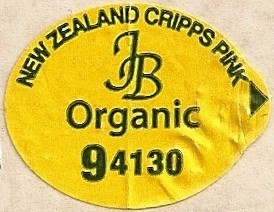 NEW ZEALAND CRIPPS PINK
JB
Organic
94130